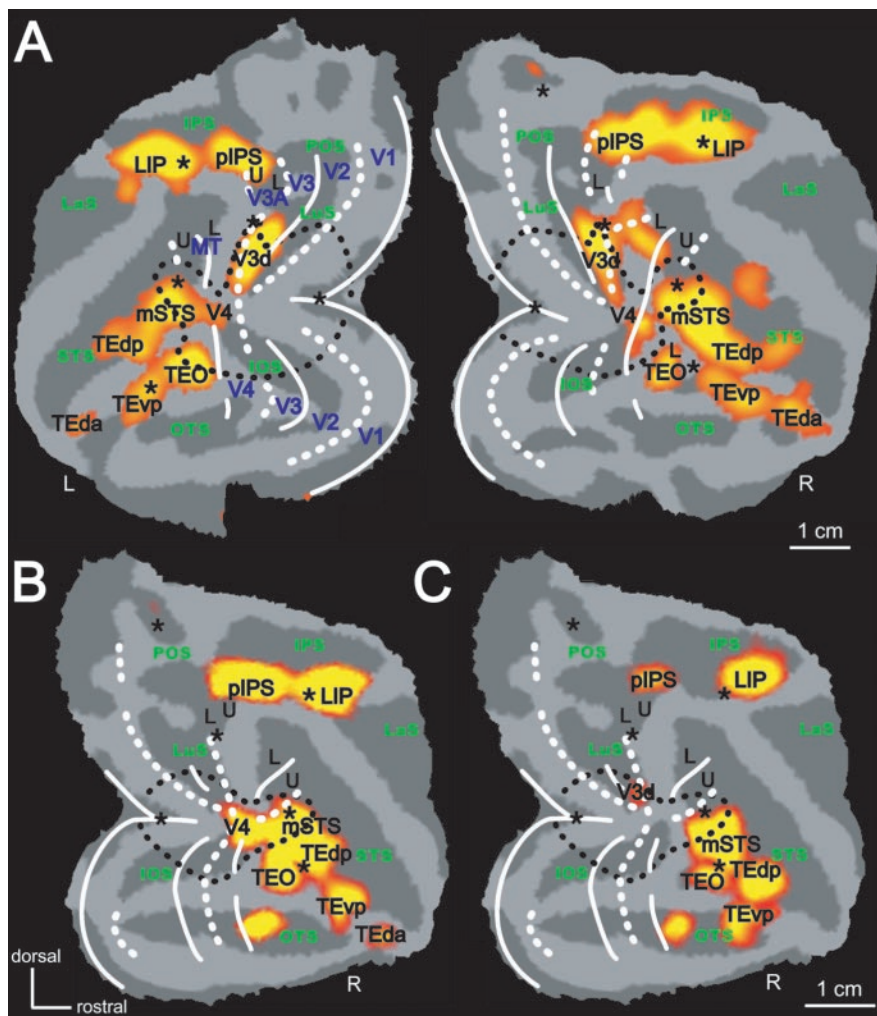 A
IPS
LIP * pIPS
POS
V1
V2
U
L
V3
V3A
LaS
LuS
U
L
MT
*
V3d
*
mSTS
V4
*
TEdp
STS
TEO
IOS
V4
*
TEvp
V3
V2
V1
TEda
OTS
L
*
IPS
POS
pIPS
* LIP
L
LaS
LuS
*
L
V3d
U
*
*
V4
mSTS
STS
TEdp
L
TEO *
IOS
TEvp
TEda
OTS
R
1 cm
B
*
POS
IPS
pIPS
* LIP
U
L
*
LaS
LuS
L
U
*
*
V4
mSTS
TEdp
STS
TEO *
IOS
TEvp
OTS
TEda
dorsal
rostral
R
C
*
POS
IPS
pIPS
LIP
*
U
L
*
LaS
LuS
L
U
V3d
*
*
mSTS
STS
*
TEdp
TEO
IOS
TEvp
OTS
R
1 cm